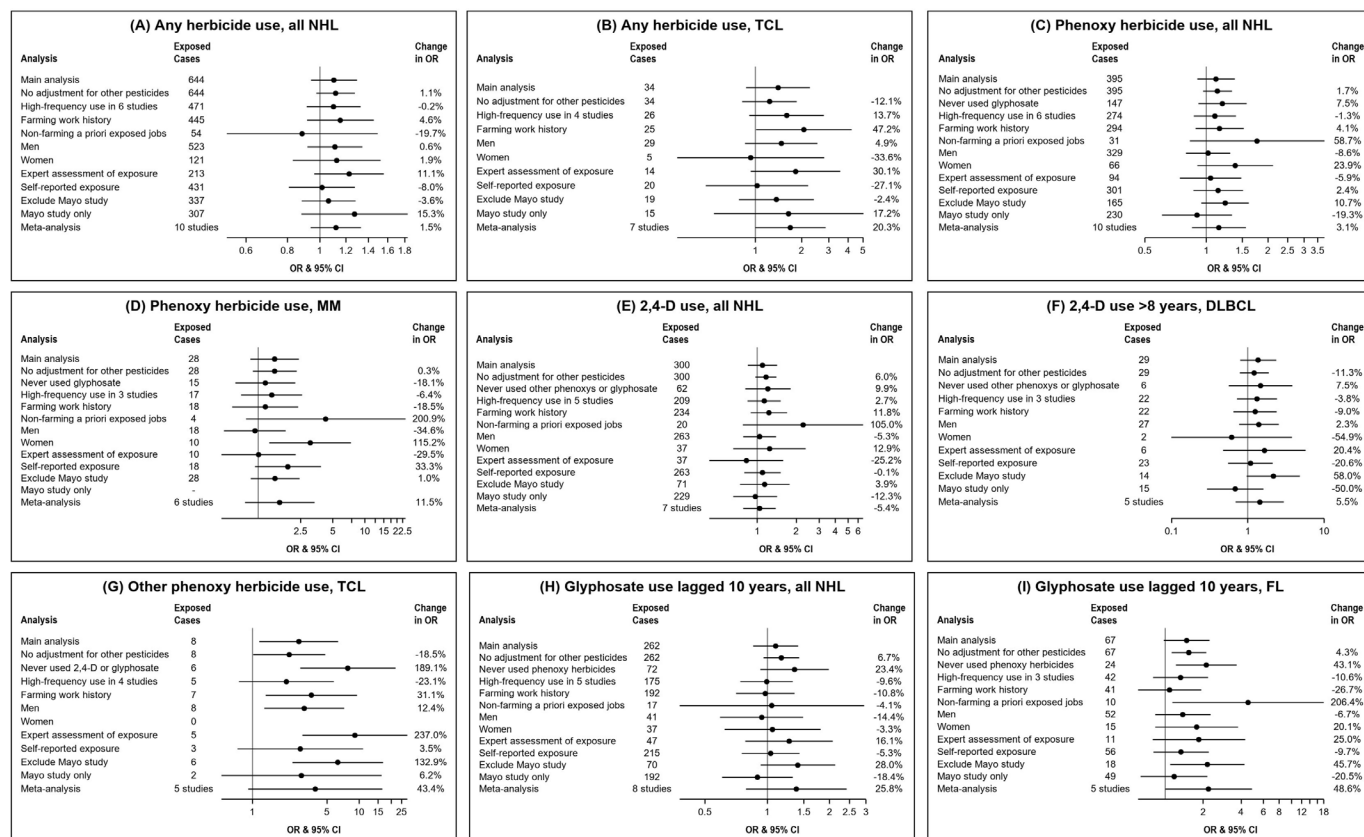 (A) Any herbicide use, all NHL
Analysis Exposed Cases Change in OR
Main analysis 644
No adjustment for other pesticides 644 1.1%
High-frequency use in 6 studies 471 -0.2%
Farming work history 445 4.6%
Non-farming a priori exposed jobs 54 -19.7%
Men 523 0.6%
Women 121 1.9%
Expert assessment of exposure 213 11.1%
Self-reported exposure 431 -8.0%
Exclude Mayo study 337 -3.6%
Mayo study only 307 15.3%
Meta-analysis 10 studies 1.5%
0.6 0.8 1 1.2 1.4 1.6 1.8
OR & 95% CI
(B) Any herbicide use, TCL
Analysis Exposed Cases Change in OR
Main analysis 34
No adjustment for other pesticides 34 -12.1%
High-frequency use in 4 studies 26 13.7%
Farming work history 25 47.2%
Men 29 4.9%
Women 5 -33.6%
Expert assessment of exposure 14 30.1%
Self-reported exposure 20 -27.1%
Exclude Mayo study 19 -2.4%
Mayo study only 15 17.2%
Meta-analysis 7 studies 20.3%
1 2 3 4 5
OR & 95% CI
(C) Phenoxy herbicide use, all NHL
Analysis Exposed Cases Change in OR
Main analysis 395
No adjustment for other pesticides 395 1.7%
Never used glyphosate 147 7.5%
High-frequency use in 6 studies 274 -1.3%
Farming work history 294 4.1%
Non-farming a priori exposed jobs 31 58.7%
Men 329 -8.6%
Women 66 23.9%
Expert assessment of exposure 94 -5.9%
Self-reported exposure 301 2.4%
Exclude Mayo study 165 10.7%
Mayo study only 230 -19.3%
Meta-analysis 10 studies 3.1%
0.5 1 1.5 2 2.5 3 3.5
OR & 95% CI
(D) Phenoxy herbicide use, MM
Analysis Exposed Cases Change in OR
Main analysis 28
No adjustment for other pesticides 28 0.3%
Never used glyphosate 15 -18.1%
High-frequency use in 3 studies 17 -6.4%
Farming work history 18 -18.5%
Non-farming a priori exposed jobs 4 200.9%
Men 18 -34.6%
Women 10 115.2%
Expert assessment of exposure 10 -29.5%
Self-reported exposure 18 33.3%
Exclude Mayo study 28 1.0%
Mayo study only -
Meta-analysis 6 studies 11.5%
1 2.5 5 10 15 22.5
OR & 95% CI
(E) 2,4-D use, all NHL
Analysis Exposed Cases Change in OR
Main analysis 300
No adjustment for other pesticides 300 6.0%
Never used other phenoxys or glyphosate 62 9.9%
High-frequency use in 5 studies 209 2.7%
Farming work history 234 11.8%
Non-farming a priori exposed jobs 20 105.0%
Men 263 -5.3%
Women 37 12.9%
Expert assessment of exposure 37 -25.2%
Self-reported exposure 263 -0.1%
Exclude Mayo study 71 3.9%
Mayo study only 229 -12.3%
Meta-analysis 7 studies -5.4%
1 2 3 4 5 6
OR & 95% CI
(F) 2,4-D use >8 years, DLBCL
Analysis Exposed Cases Change in OR
Main analysis 29
No adjustment for other pesticides 29 -11.3%
Never used other phenoxys or glyphosate 6 7.5%
High-frequency use in 3 studies 22 -3.8%
Farming work history 22 -9.0%
Men 27 2.3%
Women 2 -54.9%
Expert assessment of exposure 6 20.4%
Self-reported exposure 23 -20.6%
Exclude Mayo study 14 58.0%
Mayo study only 15 -50.0%
Meta-analysis 5 studies 5.5%
0.1 1 10
OR & 95% CI
(G) Other phenoxy herbicide use, TCL
Analysis Exposed Cases Change in OR
Main analysis 8
No adjustment for other pesticides 8 -18.5%
Never used 2,4-D or glyphosate 6 189.1%
High-frequency use in 4 studies 5 -23.1%
Farming work history 7 31.1%
Men 8 12.4%
Women 0
Expert assessment of exposure 5 237.0%
Self-reported exposure 3 3.5%
Exclude Mayo study 6 132.9%
Mayo study only 2 6.2%
Meta-analysis 5 studies 43.4%
1 5 10 15 25
OR & 95% CI
(H) Glyphosate use lagged 10 years, all NHL
Analysis Exposed Cases Change in OR
Main analysis 262
No adjustment for other pesticides 262 6.7%
Never used phenoxy herbicides 72 23.4%
High-frequency use in 5 studies 175 -9.6%
Farming work history 192 -10.8%
Non-farming a priori exposed jobs 17 -4.1%
Men 41 -14.4%
Women 37 -3.3%
Expert assessment of exposure 47 16.1%
Self-reported exposure 215 -5.3%
Exclude Mayo study 70 28.0%
Mayo study only 192 -18.4%
Meta-analysis 8 studies 25.8%
0.5 1 1.5 2 2.5 3
OR & 95% CI
(I) Glyphosate use lagged 10 years, FL
Analysis Exposed Cases Change in OR
Main analysis 67
No adjustment for other pesticides 67 4.3%
Never used phenoxy herbicides 24 43.1%
High-frequency use in 3 studies 42 -10.6%
Farming work history 41 -26.7%
Non-farming a priori exposed jobs 10 206.4%
Men 52 -6.7%
Women 15 20.1%
Expert assessment of exposure 11 25.0%
Self-reported exposure 56 -9.7%
Exclude Mayo study 18 45.7%
Mayo study only 49 -20.5%
Meta-analysis 5 studies 48.6%
2 4 6 8 10 14 18
OR & 95% CI